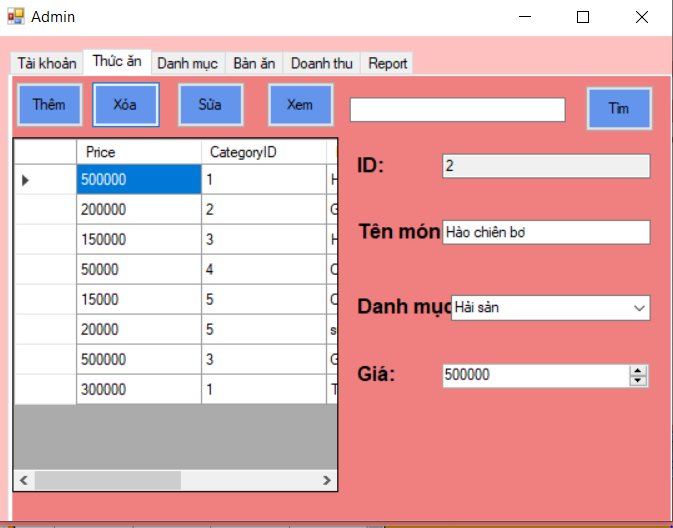 Admin
Tài khoản Thức ăn Danh mục Bàn ăn Doanh thu Report
Thêm Xóa Sửa Xem Tìm
Price CategoryID
500000 1 H
200000 2 G
150000 3 H
50000 4 C
15000 5 C
20000 5 s
500000 3 G
300000 1 T
ID: 2
Tên món Hào chiên bơ
Danh mục Hải sản
Giá: 500000